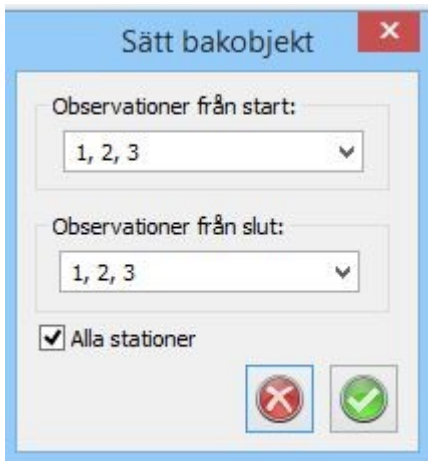 Sätt bakobjekt
Observationer från start:
1, 2, 3
Observationer från slut:
1, 2, 3
Alla stationer